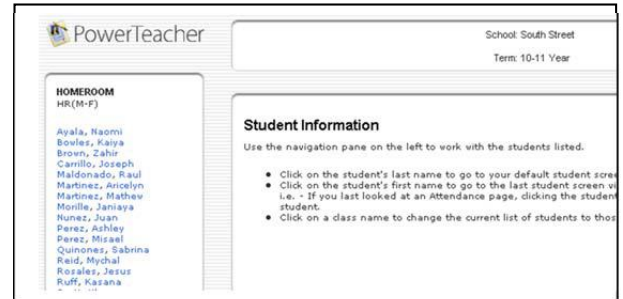 PowerTeacher
School: South Street
Term: 10-11 Year
HOMEROOM
HR(M-F)
Ayala, Naomi
Bowles, Kaiya
Brown, Zahir
Carrillo, Joseph
Maldonado, Raul
Martinez, Aricelyn
Martinez, Mathew
Morille, Janiaya
Nunez, Juan
Perez, Ashley
Perez, Misael
Quinones, Sabrina
Reid, Mychal
Rosales, Jesus
Ruff, Kasana
Student Information
Use the navigation pane on the left to work with the students listed.
Click on the student's last name to go to your default student scre
Click on the student's first name to go to the last student screen vi
i.e. - If you last looked at an Attendance page, clicking the student
student.
Click on a class name to change the current list of students to thos